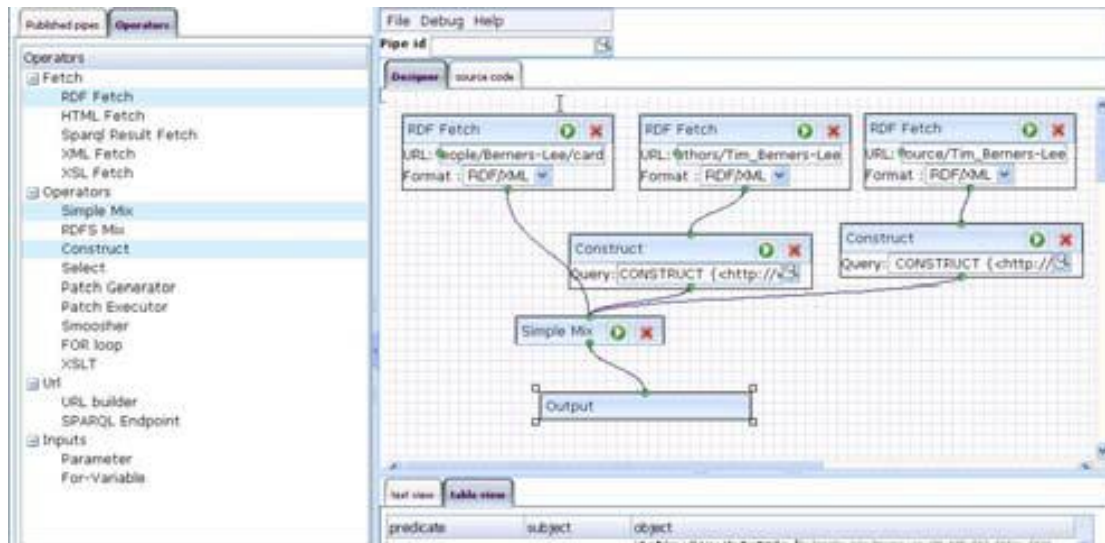 Published pipes Operators
Operators
Fetch
RDF Fetch
HTML Fetch
Sparql Result Fetch
XML Fetch
XSL Fetch
Operators
Simple Mix
RDFS Mix
Construct
Select
Patch Generator
Patch Executor
Smoosher
FOR loop
XSLT
Url
URL builder
SPARQL Endpoint
Inputs
Parameter
For-Variable
File Debug Help
Pipe id
Designer source code
RDF Fetch
URL: eople/Berners-Lee/card
Format : RDF/XML
RDF Fetch
URL: thors/Tim_Berners-Lee
Format : RDF/XML
RDF Fetch
URL: ource/Tim_Berners-Lee
Format : RDF/XML
Construct
Query: CONSTRUCT {<http://
Construct
Query: CONSTRUCT {<http://
Simple Mix
Output
text view table view
predicate subject object